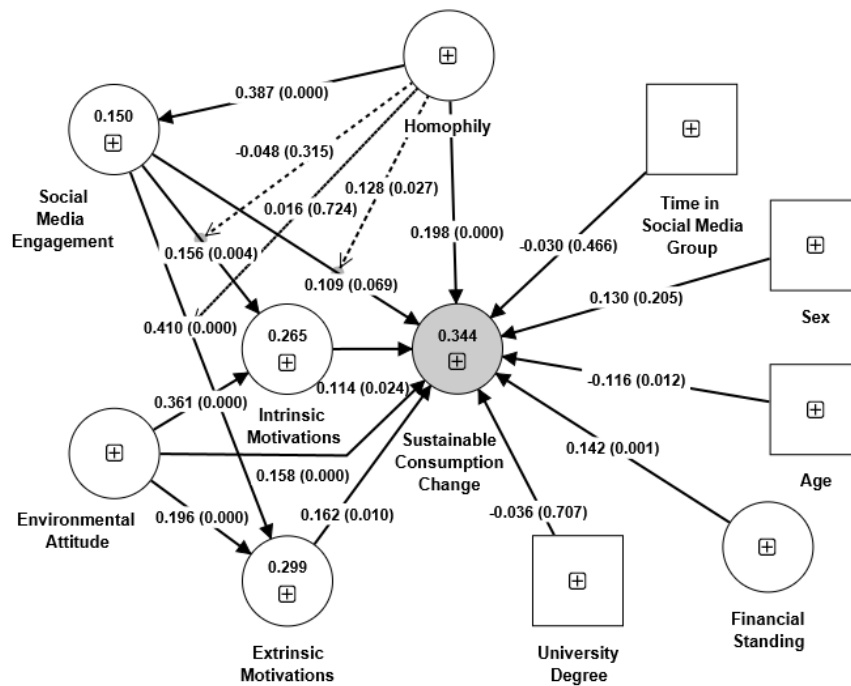 0.387 (0.000)
0.150
Homophily
-0.048 (0.315)
0.128 (0.027)
Social
Media
Engagement
0.016 (0.724)
Time in
Social Media
Group
0.156 (0.004)
0.198 (0.000)
-0.030 (0.466)
0.109 (0.069)
0.130 (0.205)
Sex
0.410 (0.000)
0.265
0.344
0.114 (0.024)
-0.116 (0.012)
0.361 (0.000)
Intrinsic
Motivations
Sustainable
Consumption
Change
0.142 (0.001)
Age
0.158 (0.000)
Environmental
Attitude
0.196 (0.000)
0.162 (0.010)
-0.036 (0.707)
0.299
Extrinsic
Motivations
University
Degree
Financial
Standing